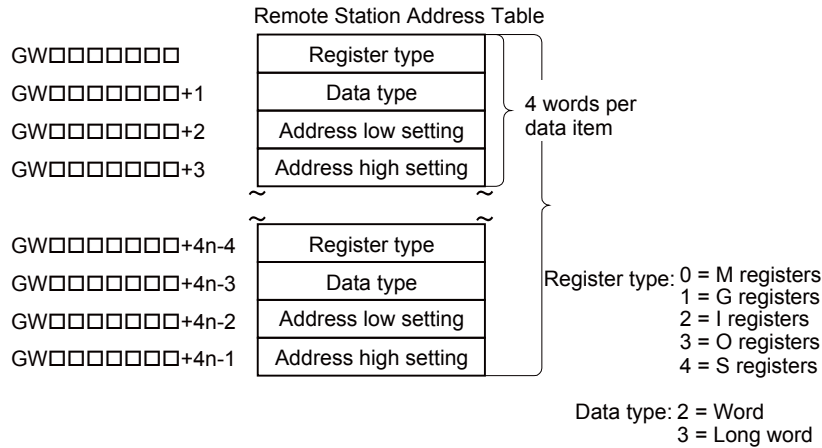 Remote Station Address Table
GW□□□□□□□ Register type
GW□□□□□□□+1 Data type
GW□□□□□□□+2 Address low setting
GW□□□□□□□+3 Address high setting
4 words per
data item
~ ~
~ ~
GW□□□□□□□+4n-4 Register type
GW□□□□□□□+4n-3 Data type
GW□□□□□□□+4n-2 Address low setting
GW□□□□□□□+4n-1 Address high setting
Register type: 0 = M registers
1 = G registers
2 = I registers
3 = O registers
4 = S registers
Data type: 2 = Word
3 = Long word